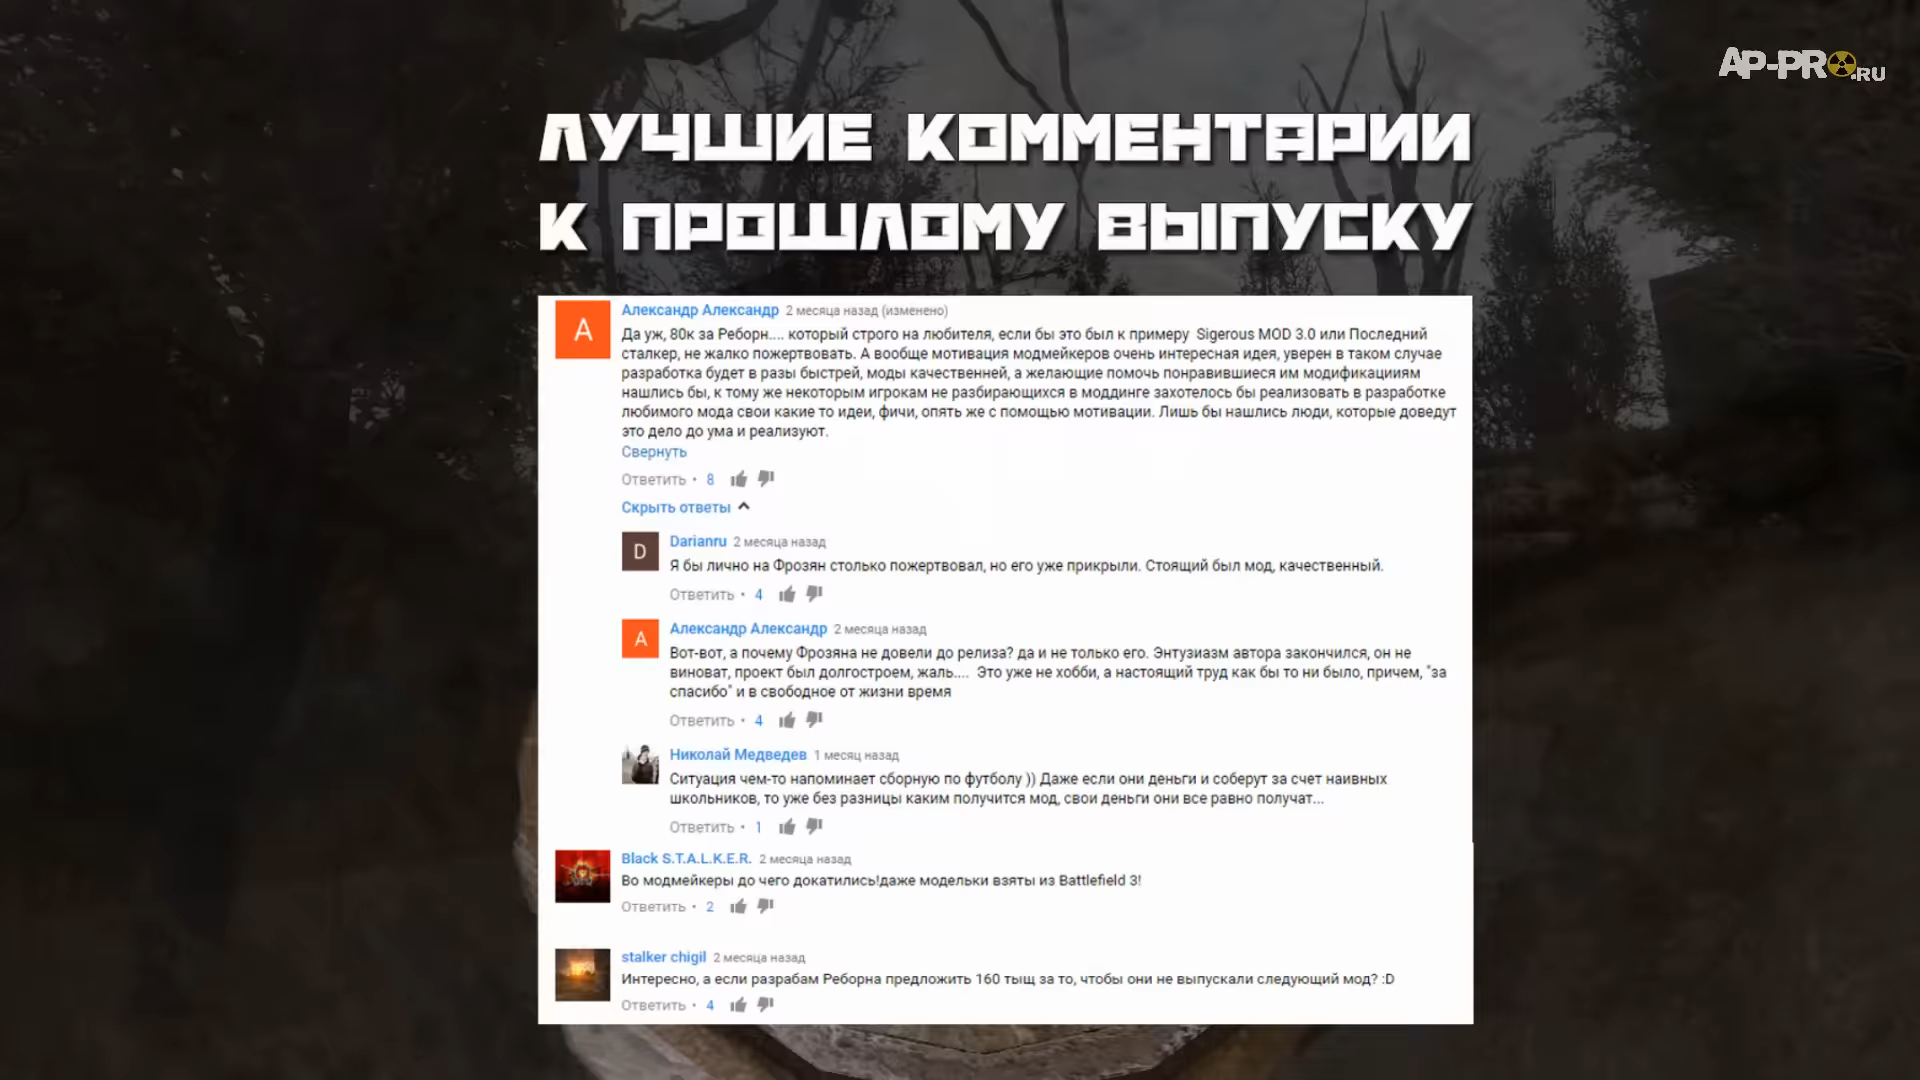 AP-PRO.RU
ЛУЧШИЕ КОММЕНТАРИИ
К ПРОШЛОМУ ВЫПУСКУ
А
Александр Александр 2 месяца назад (изменено)
Да уж, 80к за Реборн.... который строго на любителя, если бы это был к примеру Sigerous MOD 3.0 или Последний
сталкер, не жалко пожертвовать. А вообще мотивация модмейкеров очень интересная идея, уверен в таком случае
разработка будет в разы быстрей, моды качественней, а желающие помочь понравившиеся им модификацииям
нашлись бы, к тому же некоторым игрокам не разбирающихся в моддинге захотелось бы реализовать в разработке
любимого мода свои какие то идеи, фичи, опять же с помощью мотивации. Лишь бы нашлись люди, которые доведут
это дело до ума и реализуют.
Свернуть
Ответить • 8
Скрыть ответы
D
Darianru 2 месяца назад
Я бы лично на Фрозян столько пожертвовал, но его уже прикрыли. Стоящий был мод, качественный.
Ответить • 4
А
Александр Александр 2 месяца назад
Вот-вот, а почему Фрозяна не довели до релиза? да и не только его. Энтузиазм автора закончился, он не
виноват, проект был долгостроем, жаль.... Это уже не хобби, а настоящий труд как бы то ни было, причем, "за
спасибо" и в свободное от жизни время
Ответить • 4
Николай Медведев 1 месяц назад
Ситуация чем-то напоминает сборную по футболу )) Даже если они деньги и соберут за счет наивных
школьников, то уже без разницы каким получится мод, свои деньги они все равно получат...
Ответить • 1
Black S.T.A.L.K.E.R. 2 месяца назад
Во модмейкеры до чего докатились!даже модельки взяты из Battlefield 3!
Ответить • 2
stalker chigil 2 месяца назад
Интересно, а если разрабам Реборна предложить 160 тыщ за то, чтобы они не выпускали следующий мод? :D
Ответить • 4